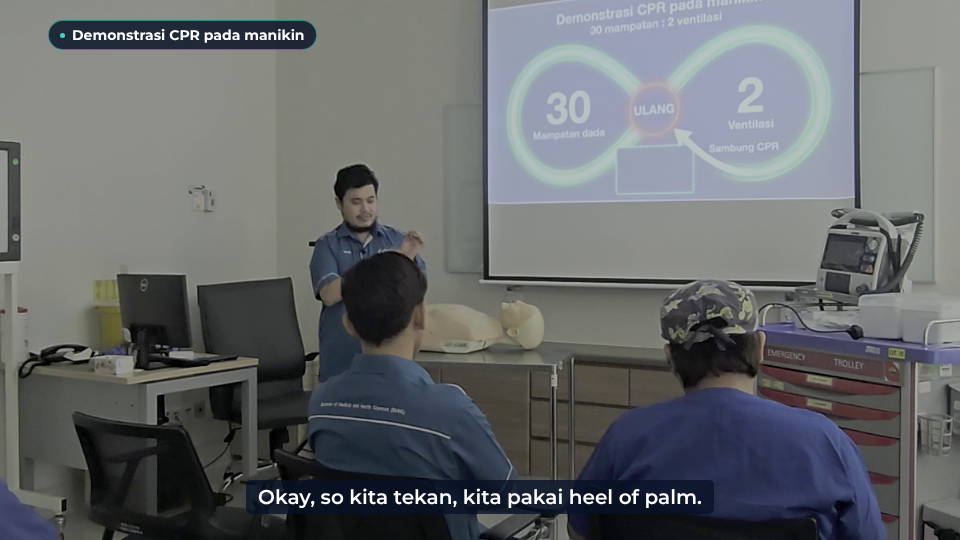 Demonstrasi CPR pada manikin
Demonstrasi CPR pada manikin
30 mampatan : 2 ventilasi
30
Mampatan dada
ULANG
2
Ventilasi
Sambung CPR
DELL
EMERGENCY TROLLEY
Okay, so kita tekan, kita pakai heel of palm.